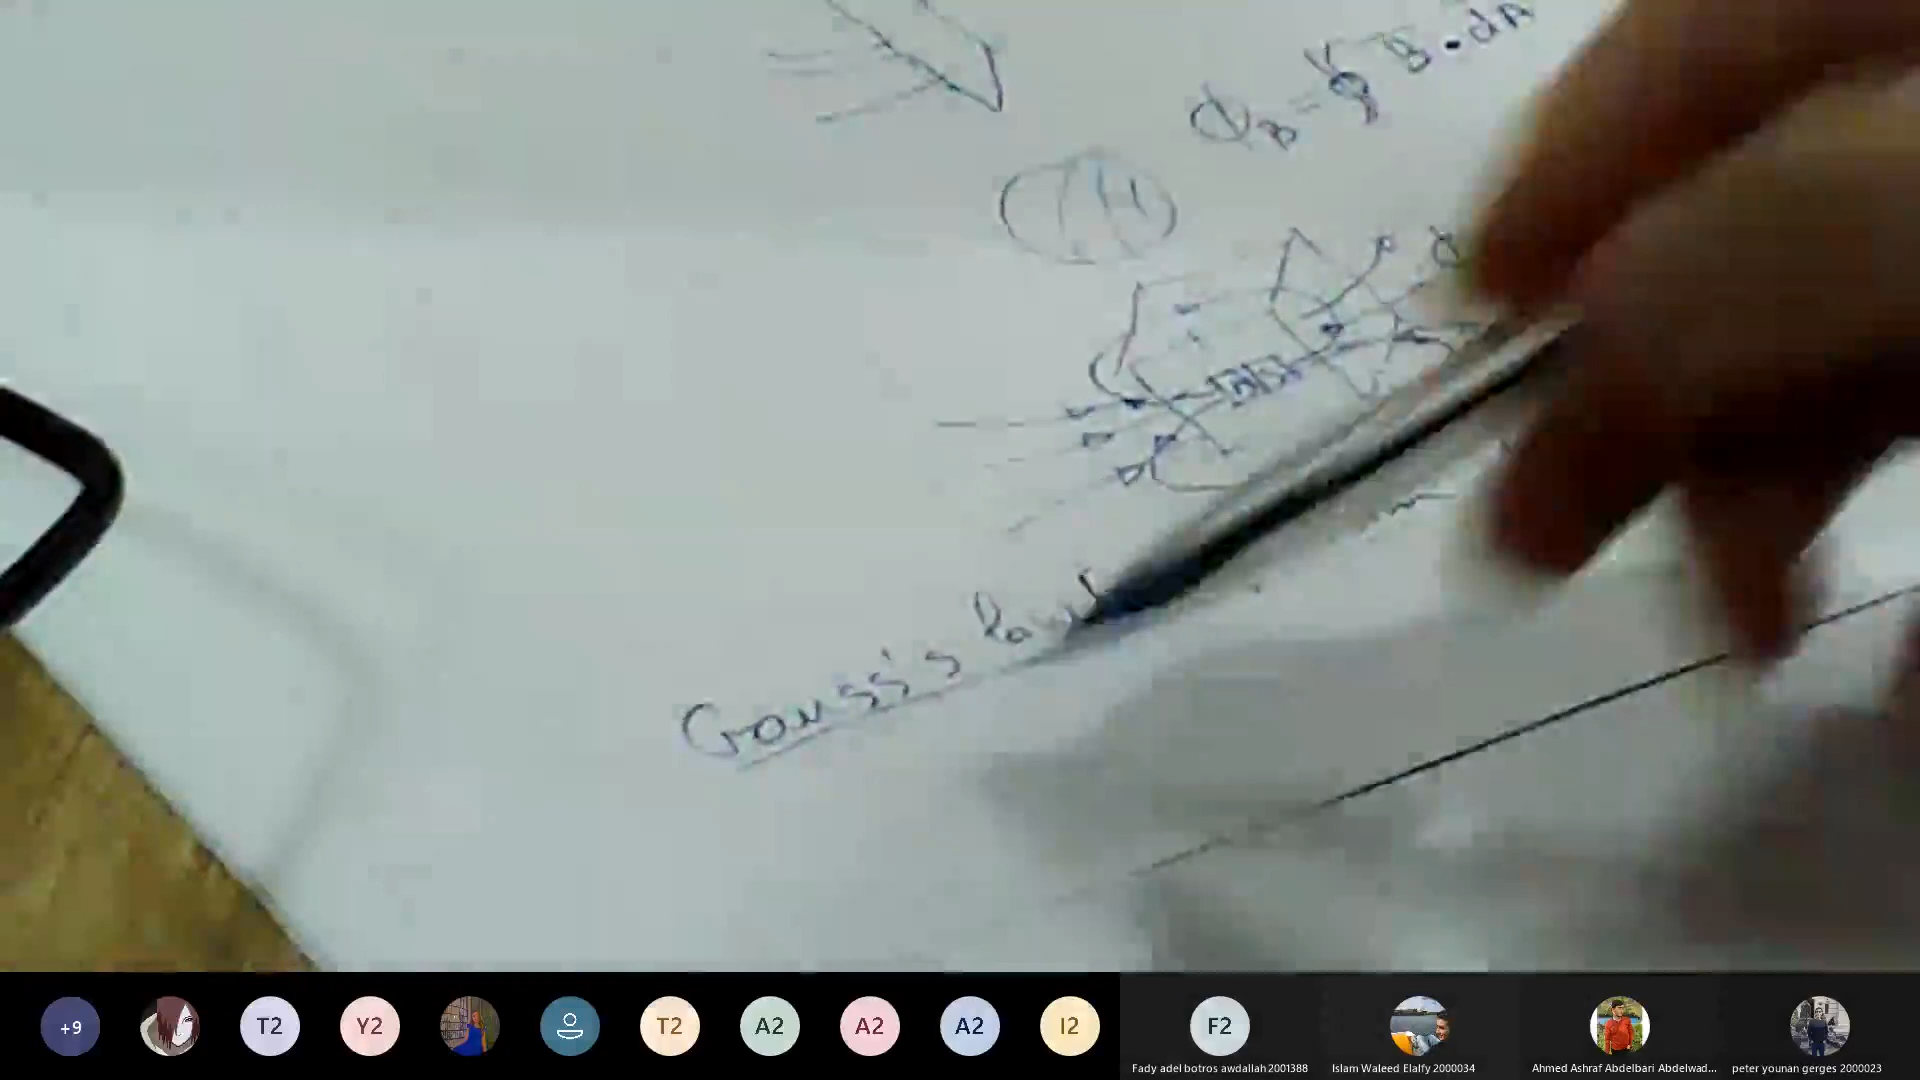 Φ_B = ∮ B • dA
Gauss's law
+9
T2
Y2
T2
A2
A2
A2
I2
F2
Fady adel botros awdallah 2001388
Islam Waleed Elalfy 2000034
Ahmed Ashraf Abdelbari Abdelwad...
peter younan gerges 2000023